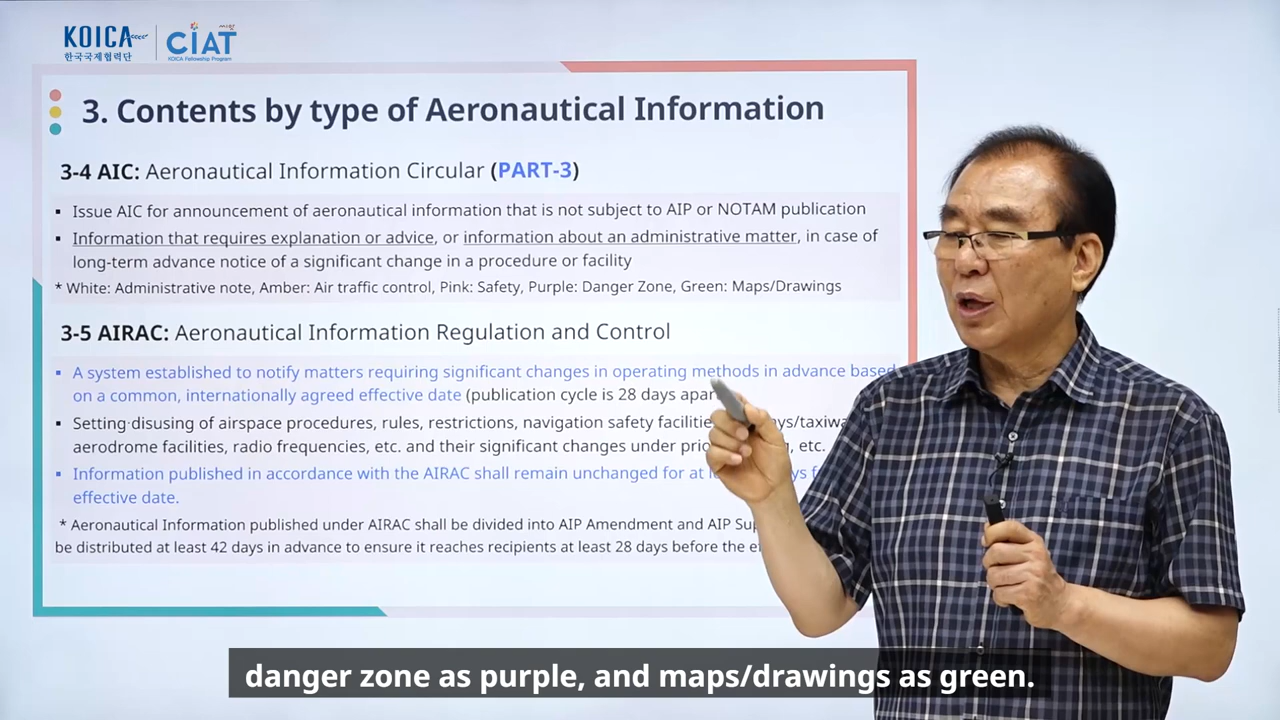 KOICA
한국국제협력단
CIAT
KOICA Fellowship Program
3. Contents by type of Aeronautical Information
3-4 AIC: Aeronautical Information Circular (PART-3)
▪ Issue AIC for announcement of aeronautical information that is not subject to AIP or NOTAM publication
▪ Information that requires explanation or advice, or information about an administrative matter, in case of
long-term advance notice of a significant change in a procedure or facility
* White: Administrative note, Amber: Air traffic control, Pink: Safety, Purple: Danger Zone, Green: Maps/Drawings
3-5 AIRAC: Aeronautical Information Regulation and Control
▪ A system established to notify matters requiring significant changes in operating methods in advance based
on a common, internationally agreed effective date (publication cycle is 28 days
▪ Setting·disusing of airspace procedures, rules, restrictions, navigation safety
aerodrome facilities, radio frequencies, etc. and their significant changes under etc.
▪ Information published in accordance with the AIRAC shall remain unchanged for at
effective date.
* Aeronautical Information published under AIRAC shall be divided into AIP Amendment and AIP
be distributed at least 42 days in advance to ensure it reaches recipients at least 28 days before the
danger zone as purple, and maps/drawings as green.